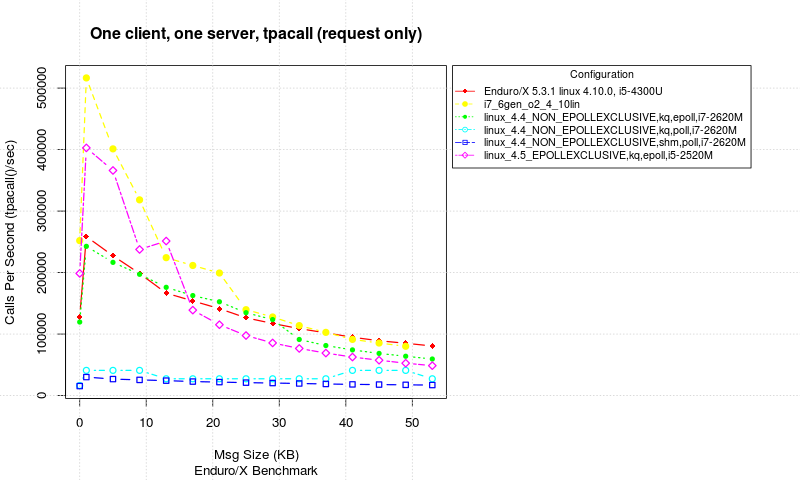 One client, one server, tpacall (request only)
Configuration
Enduro/X 5.3.1 linux 4.10.0, i5-4300U
i7_6gen_o2_4_10lin
linux_4.4_NON_EPOLLEXCLUSIVE,kq,epoll,i7-2620M
linux_4.4_NON_EPOLLEXCLUSIVE,kq,poll,i7-2620M
linux_4.4_NON_EPOLLEXCLUSIVE,shm,poll,i7-2620M
linux_4.5_EPOLLEXCLUSIVE,kq,epoll,i5-2520M
Calls Per Second (tpacall()/sec)
500000
400000
300000
200000
100000
0
0 10 20 30 40 50
Msg Size (KB)
Enduro/X Benchmark